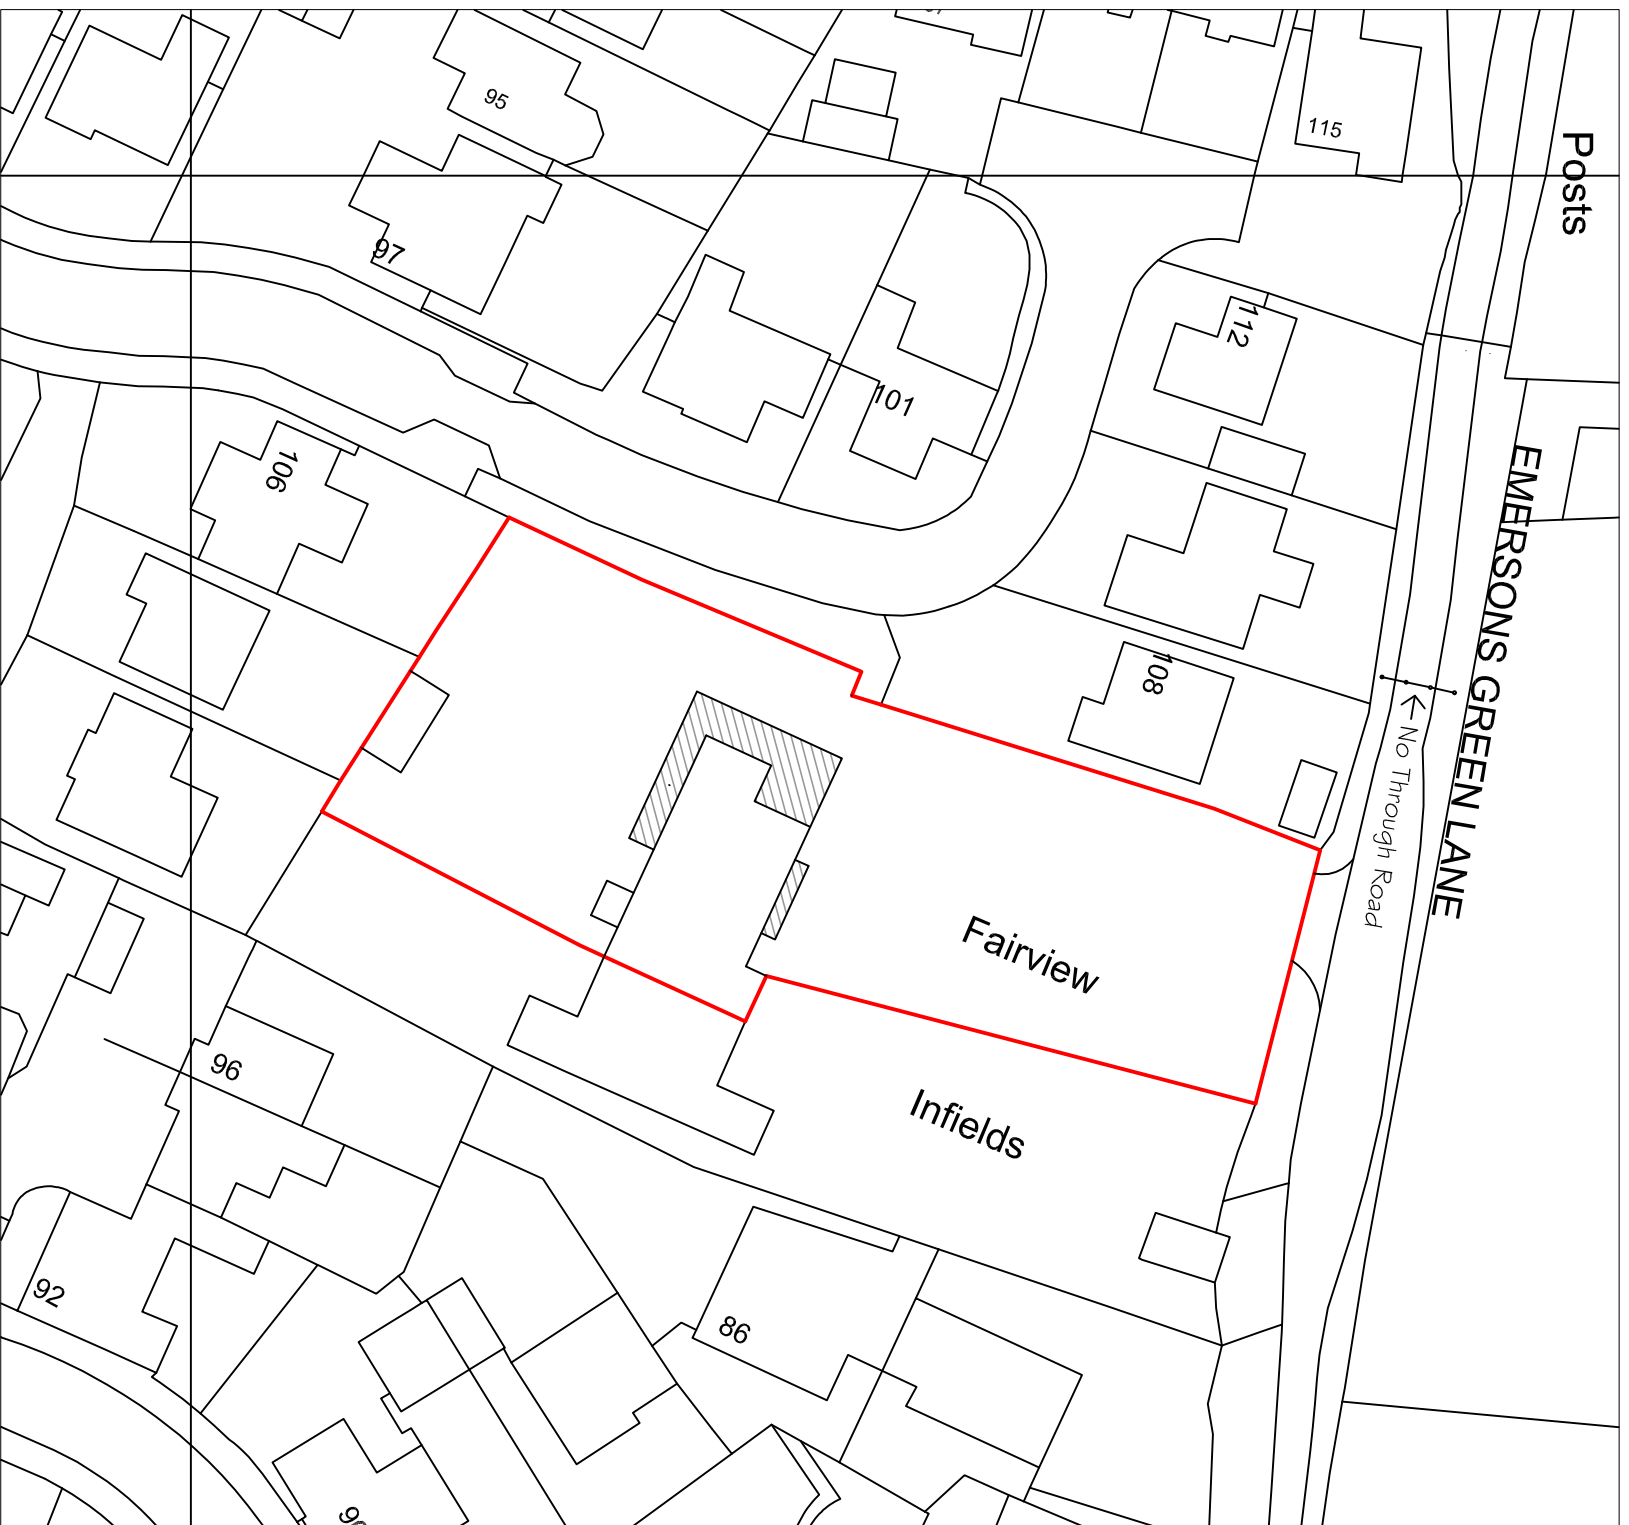 95
115
Posts
97
112
101
106
EMERSONS GREEN LANE
108
No Through Road
Fairview
96
Infields
92
86